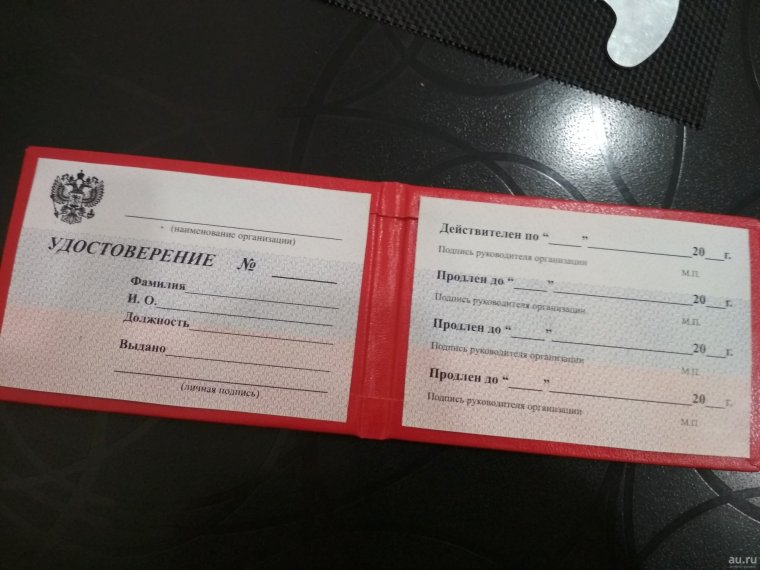 (наименование организации)
УДОСТОВЕРЕНИЕ №
Фамилия
И. О.
Должность
Выдано
(личная подпись)
Действителен по “ ” 20 г.
Подпись руководителя организации
М.П.
Продлен до “ ” 20 г.
Подпись руководителя организации
М.П.
Продлен до “ ” 20 г.
Подпись руководителя организации
М.П.
Продлен до “ ” 20 г.
Подпись руководителя организации
М.П.
au.ru